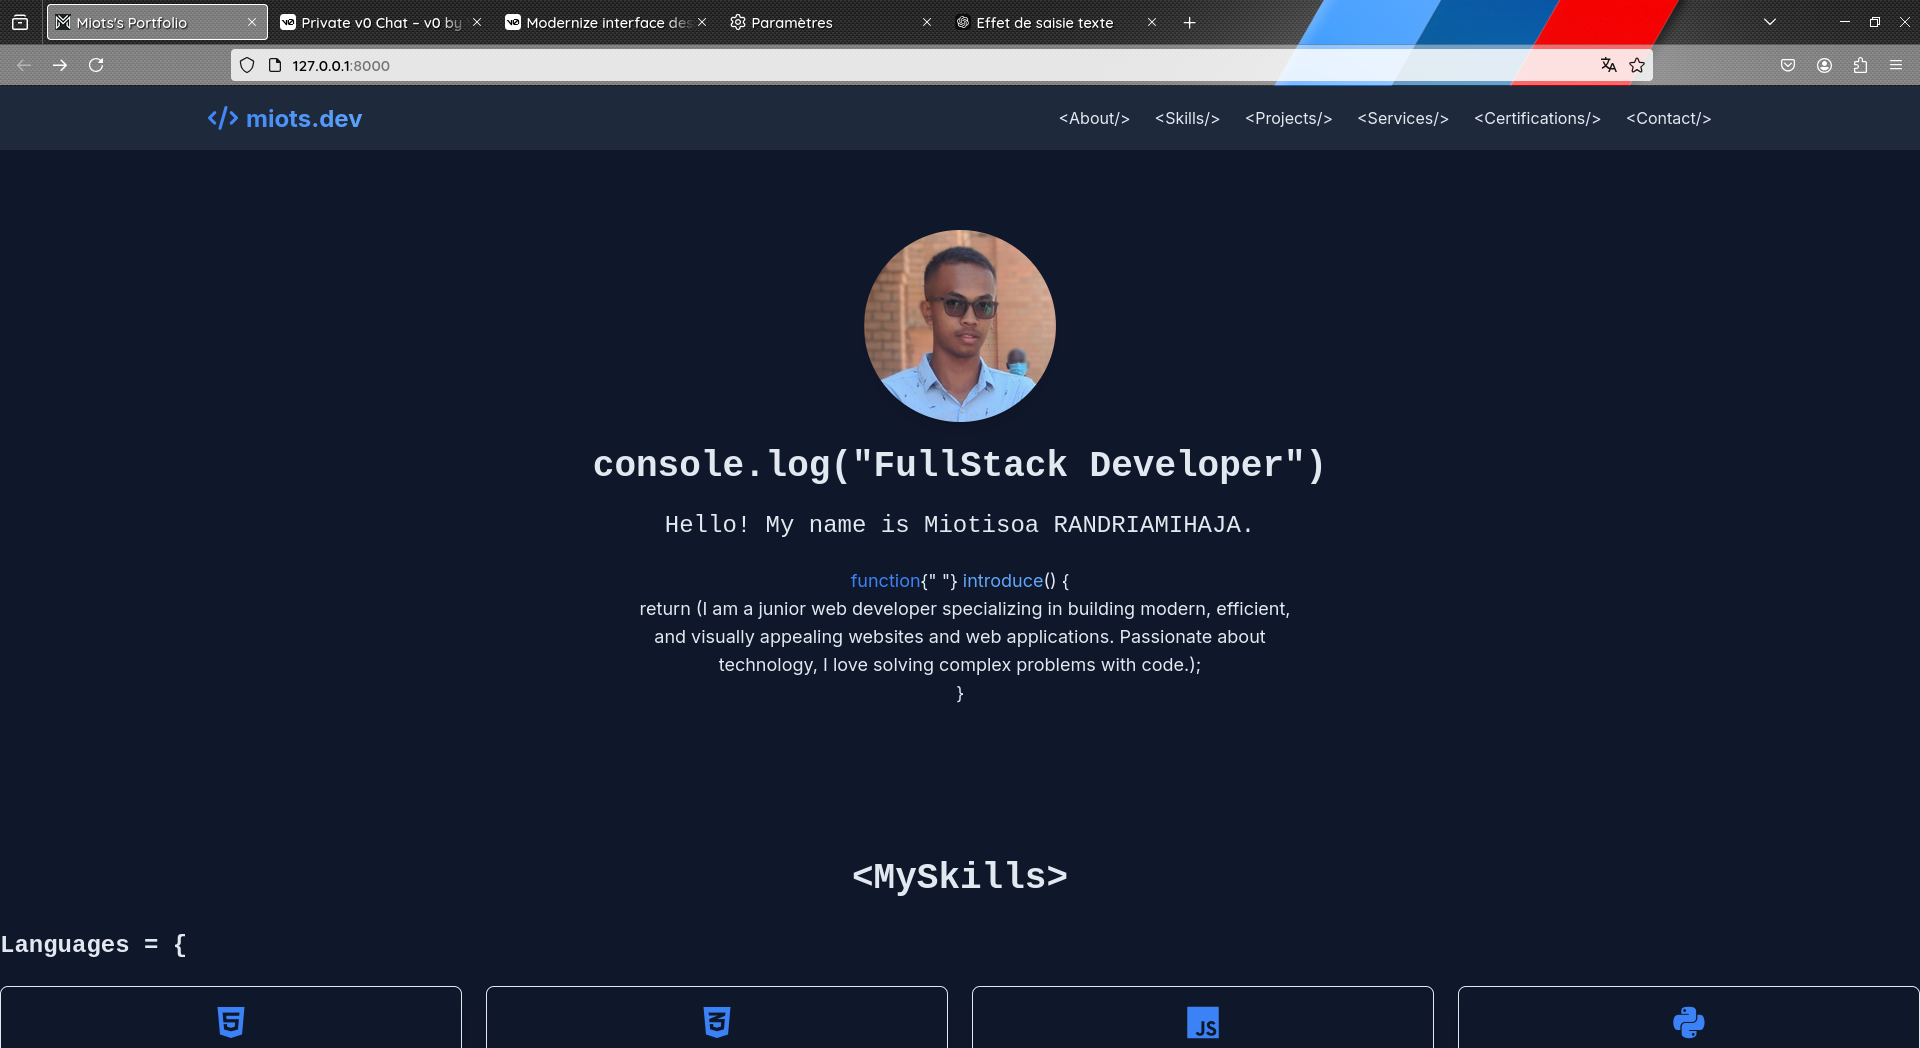 Miots's Portfolio
Private v0 Chat – v0 by
Modernize interface des
Paramètres
Effet de saisie texte
127.0.0.1:8000
</> miots.dev
<About/> <Skills/> <Projects/> <Services/> <Certifications/> <Contact/>
console.log("FullStack Developer")
Hello! My name is Miotisoa RANDRIAMIHAJA.
function{" "} introduce() {
return (I am a junior web developer specializing in building modern, efficient,
and visually appealing websites and web applications. Passionate about
technology, I love solving complex problems with code.);
}
<MySkills>
Languages = {
5
3
JS